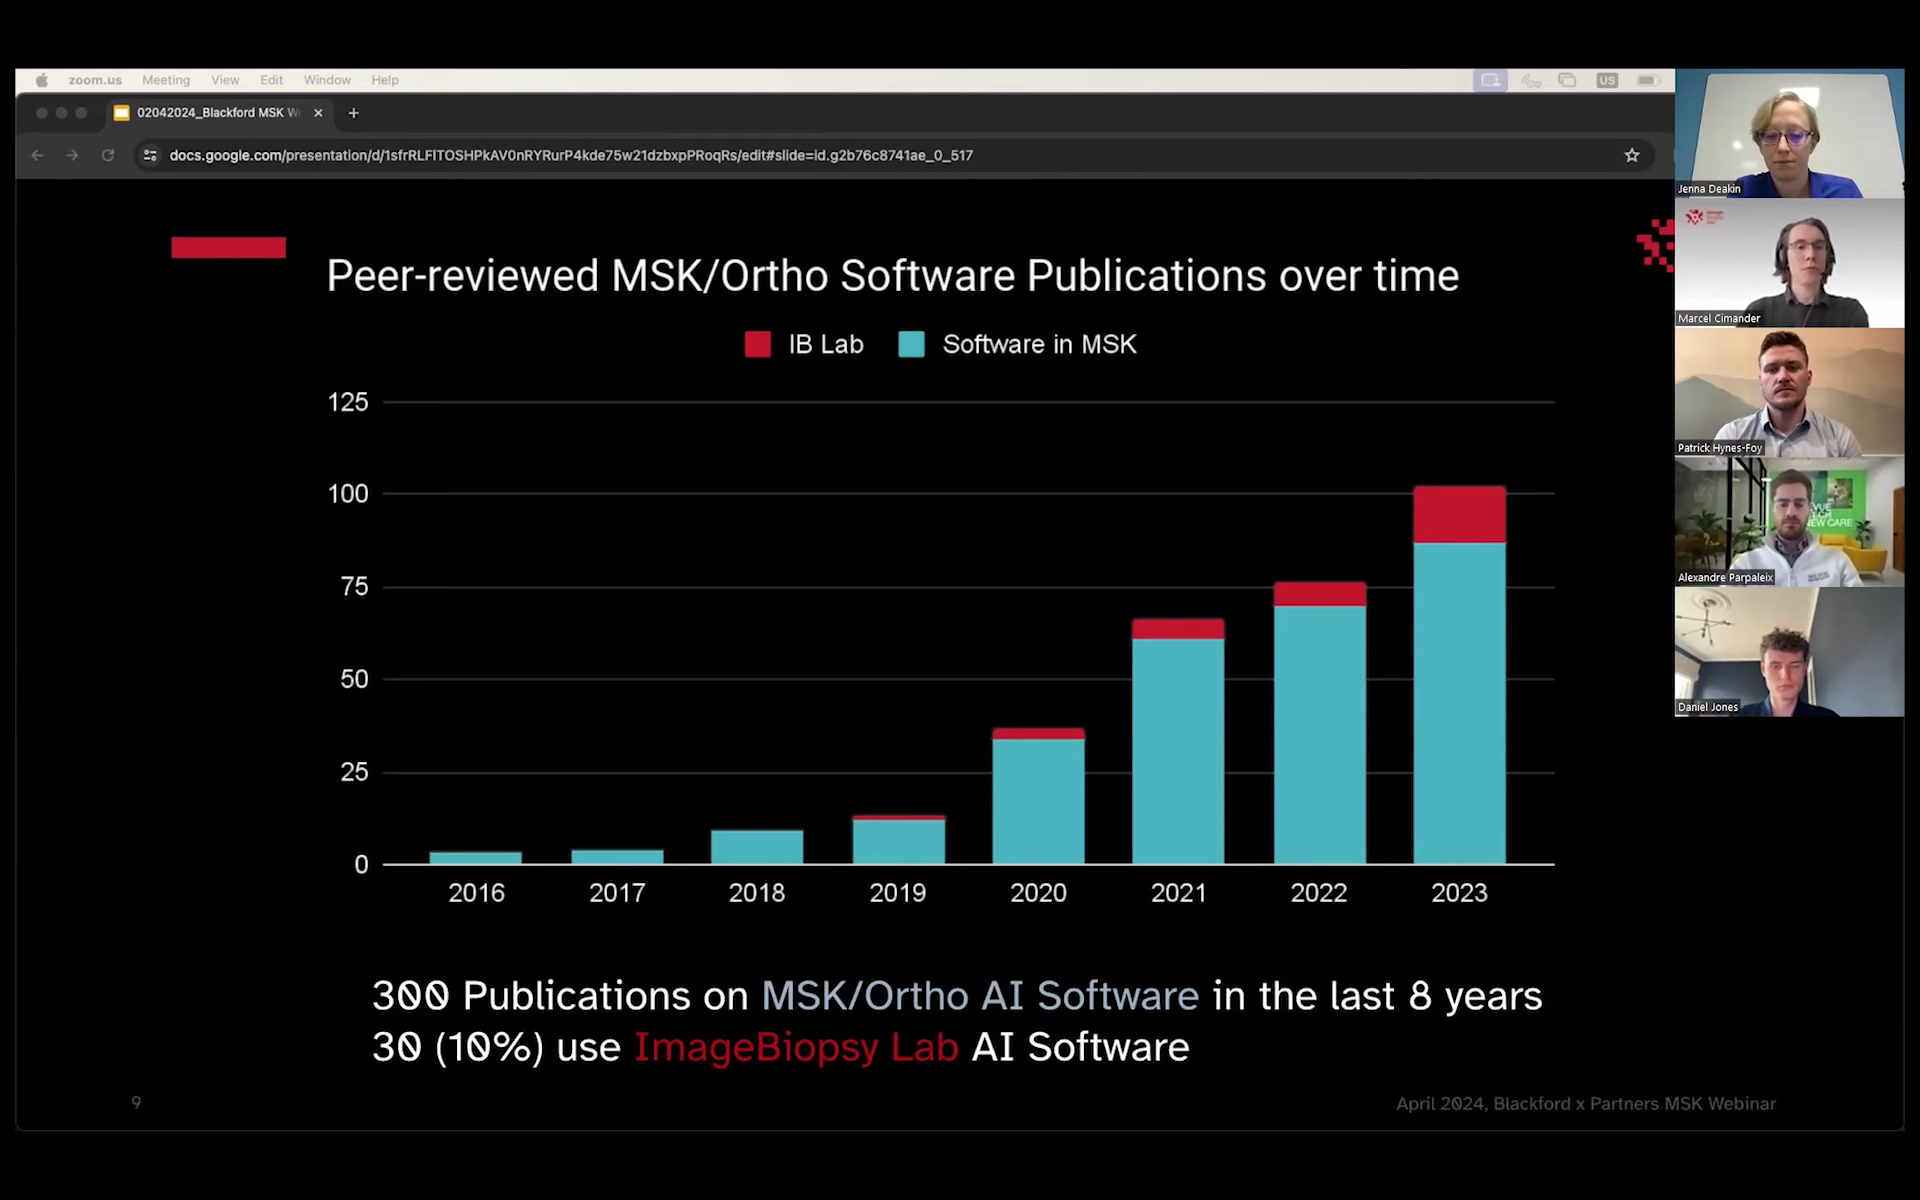 zoom.us Meeting View Edit Window Help
US
02042024_Blackford MSK W
docs.google.com/presentation/d/1sfrRLFITOSHPkAV0nRYRurP4kde75w21dzbxpPRoqRs/edit#slide=id.g2b76c8741ae_0_517
Peer-reviewed MSK/Ortho Software Publications over time
IB Lab Software in MSK
125
100
75
50
25
0
2016 2017 2018 2019 2020 2021 2022 2023
300 Publications on MSK/Ortho AI Software in the last 8 years
30 (10%) use ImageBiopsy Lab AI Software
9
April 2024, Blackford x Partners MSK Webinar
Jenna Deakin
Marcel Cimander
Patrick Hynes-Foy
NEW CARE
Alexandre Parpaleix
Daniel Jones